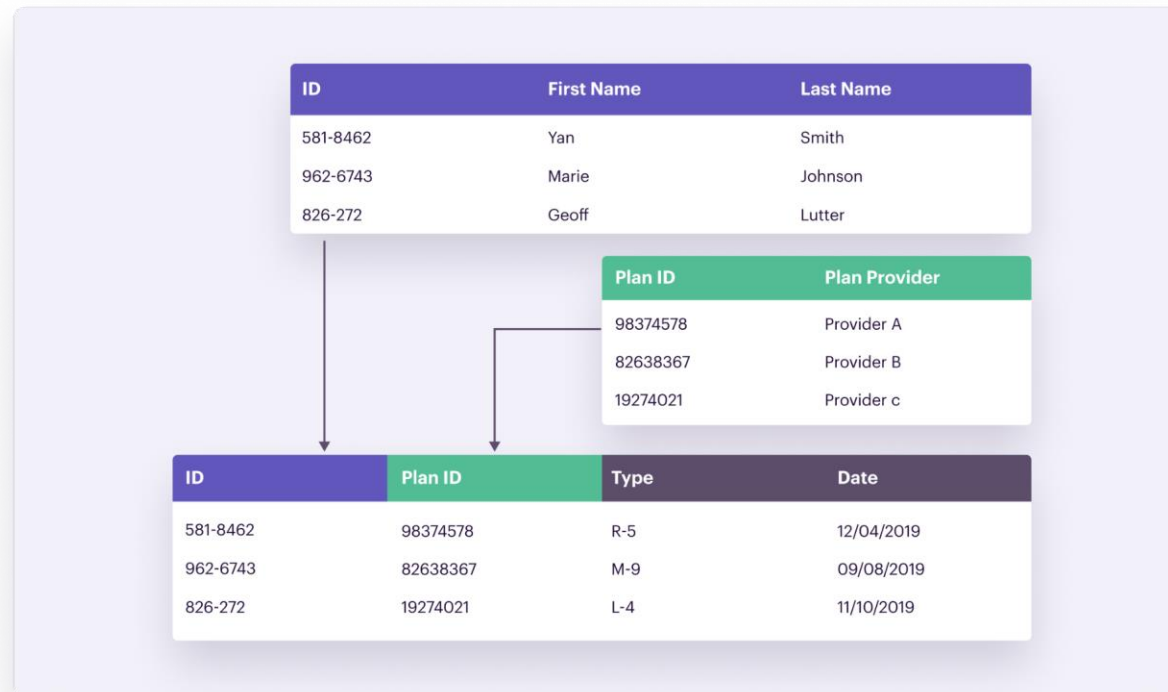 ID First Name Last Name
581-8462 Yan Smith
962-6743 Marie Johnson
826-272 Geoff Lutter
Plan ID Plan Provider
98374578 Provider A
82638367 Provider B
19274021 Provider c
ID Plan ID Type Date
581-8462 98374578 R-5 12/04/2019
962-6743 82638367 M-9 09/08/2019
826-272 19274021 L-4 11/10/2019